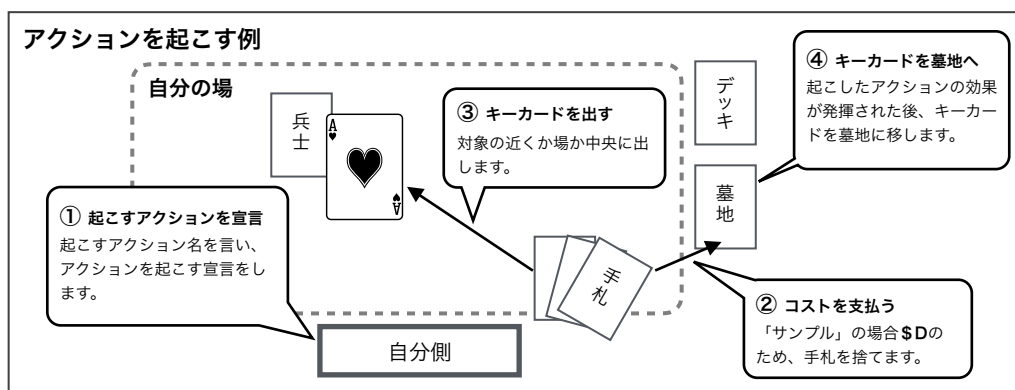 アクションを起こす例
自分の場
兵士
A
A
① 起こすアクションを宣言
起こすアクション名を言い、
アクションを起こす宣言をし
ます。
③ キーカードを出す
対象の近くか場か中央に出
します。
デッキ
墓地
④ キーカードを墓地へ
起こしたアクションの効果
が発揮された後、キーカー
ドを墓地に移します。
手札
② コストを支払う
「サンプル」の場合$Dの
ため、手札を捨てます。
自分側